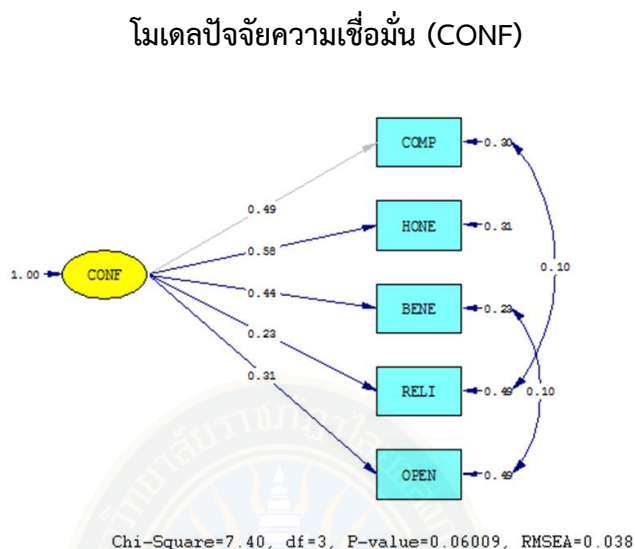 โมเดลปัจจัยความเชื่อมั่น (CONF)
COMP
0.30
0.49
HONE
0.31
0.58
0.10
1.00
CONF
0.44
BENE
0.23
0.23
0.31
RELI
0.49
0.10
OPEN
0.49
Chi-Square=7.40, df=3, P-value=0.06009, RMSEA=0.038